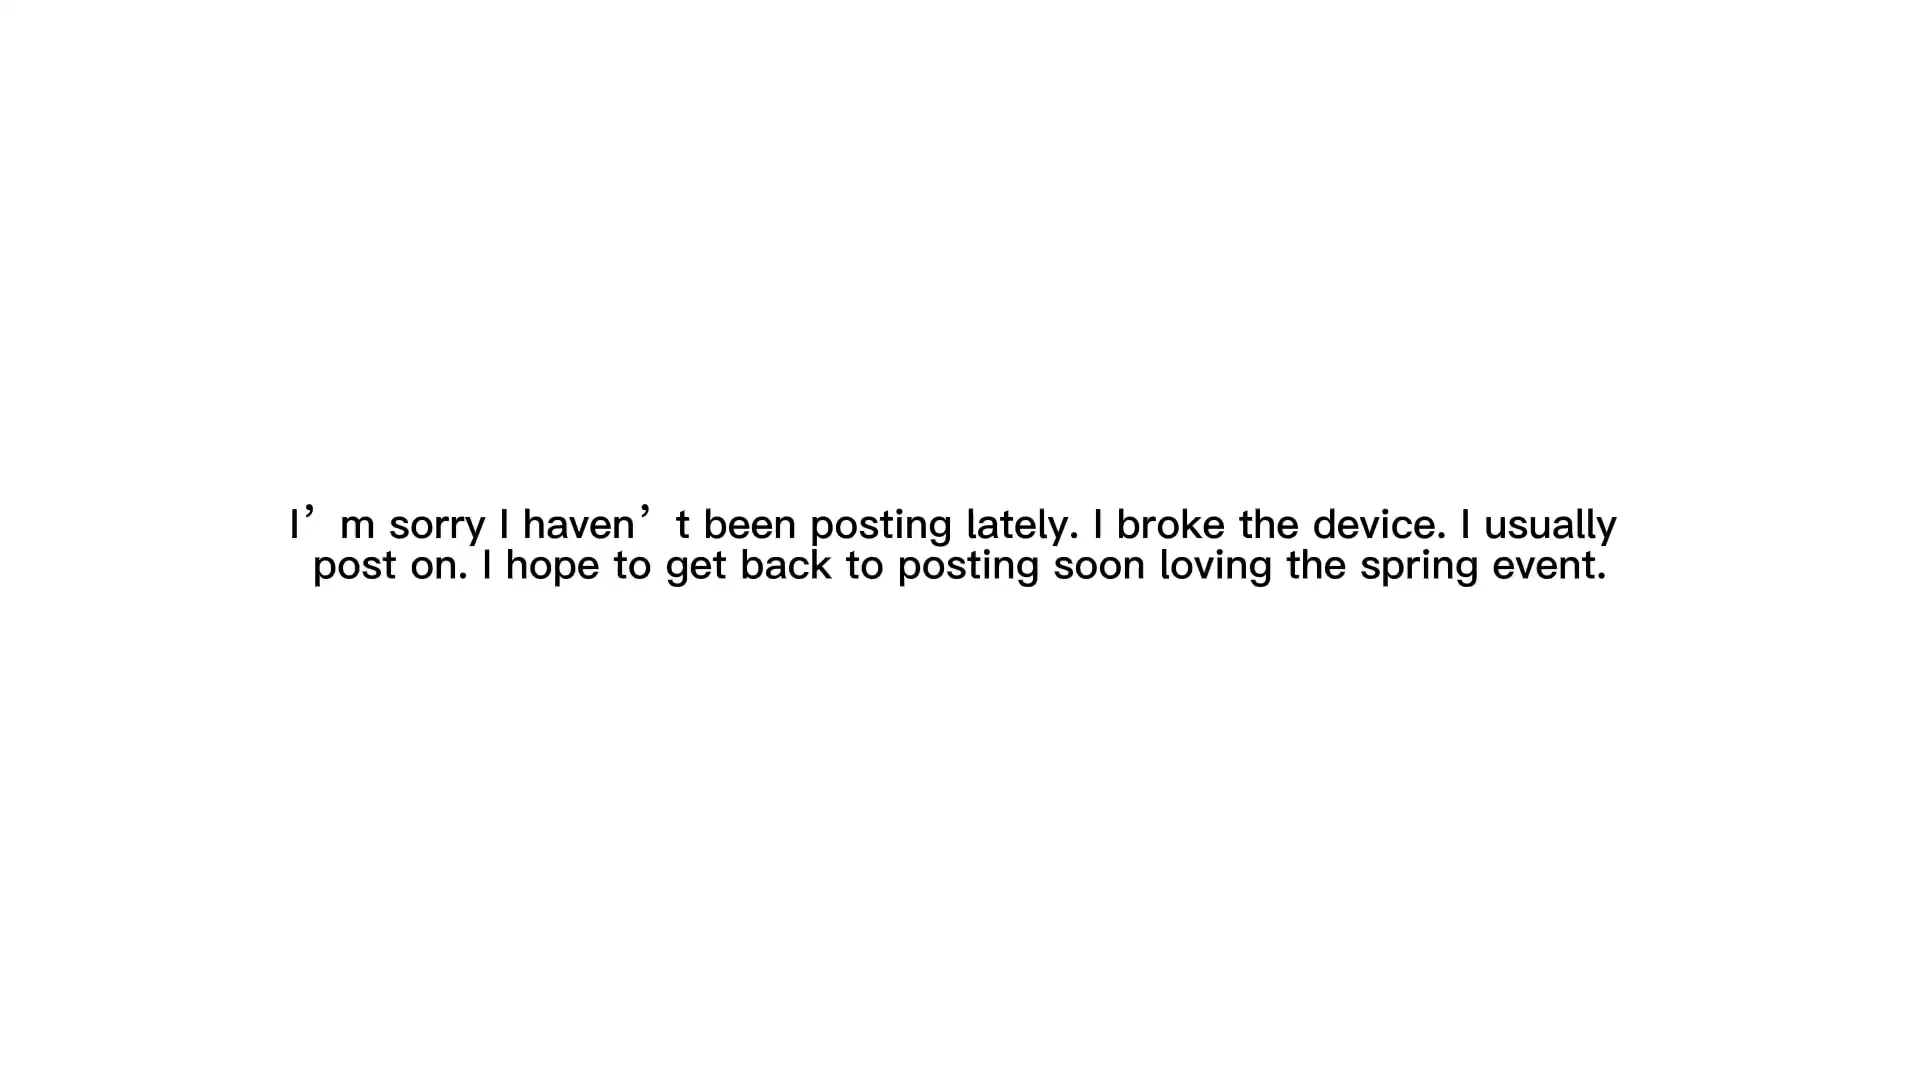 I’m sorry I haven’t been posting lately. I broke the device. I usually
post on. I hope to get back to posting soon loving the spring event.